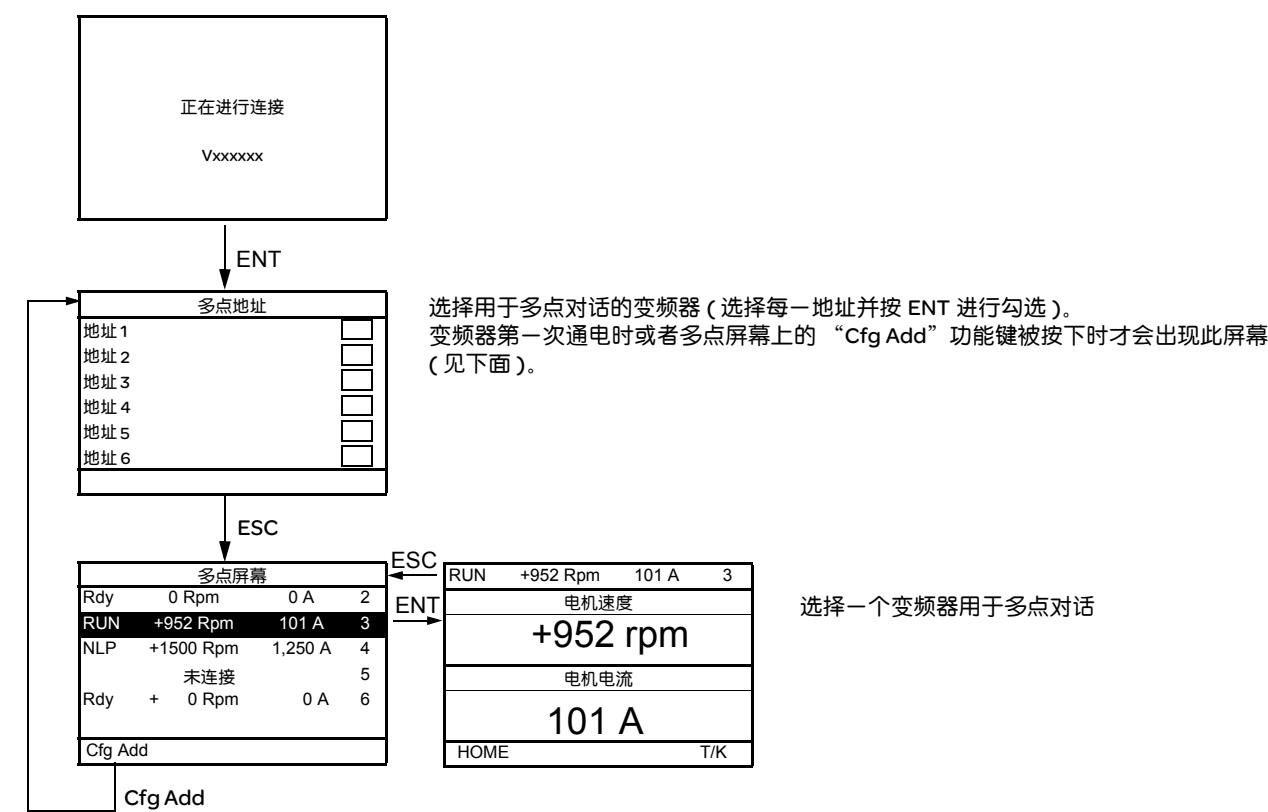 正在进行连接
Vxxxxxx
ENT
多点地址
地址 1
地址 2
地址 3
地址 4
地址 5
地址 6
选择用于多点对话的变频器 ( 选择每一地址并按 ENT 进行勾选 )。
变频器第一次通电时或者多点屏幕上的 “Cfg Add”功能键被按下时才会出现此屏幕
( 见下面 )。
ESC
多点屏幕
Rdy 0 Rpm 0 A 2
RUN +952 Rpm 101 A 3
NLP +1500 Rpm 1,250 A 4
未连接 5
Rdy + 0 Rpm 0 A 6
Cfg Add
ESC
ENT
RUN +952 Rpm 101 A 3
电机速度
+952 rpm
电机电流
101 A
HOME T/K
选择一个变频器用于多点对话
Cfg Add